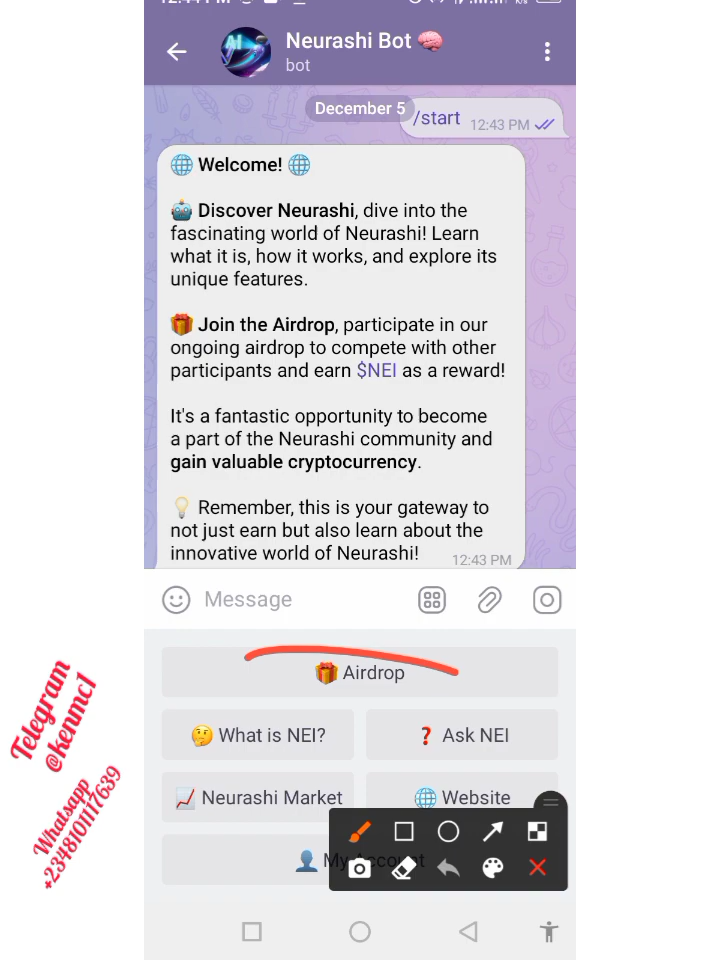 Neurashi Bot 🧠
bot
December 5
/start 12:43 PM
🌐 Welcome! 🌐
🤖 Discover Neurashi, dive into the
fascinating world of Neurashi! Learn
what it is, how it works, and explore its
unique features.
🎁 Join the Airdrop, participate in our
ongoing airdrop to compete with other
participants and earn $NEI as a reward!
It's a fantastic opportunity to become
a part of the Neurashi community and
gain valuable cryptocurrency.
💡 Remember, this is your gateway to
not just earn but also learn about the
innovative world of Neurashi!
12:43 PM
Message
🎁 Airdrop
🤔 What is NEI?
❓ Ask NEI
📈 Neurashi Market
🌐 Website
👤 My Account
Telegram
@kenmc1
Whatsapp
+2348101117639